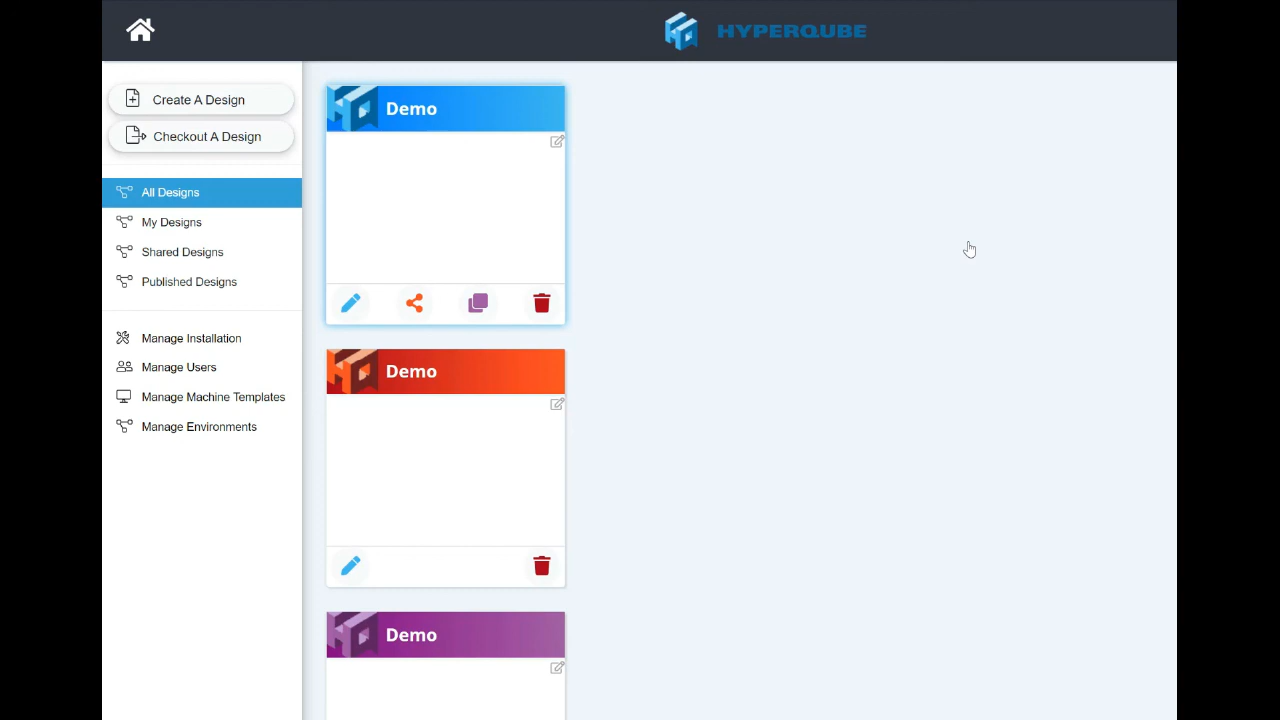 HYPERQUBE
Create A Design
Checkout A Design
All Designs
My Designs
Shared Designs
Published Designs
Manage Installation
Manage Users
Manage Machine Templates
Manage Environments
Demo
Demo
Demo